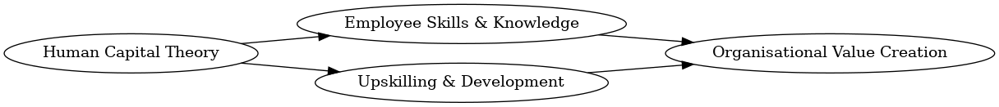 Employee Skills & Knowledge
Human Capital Theory
Organisational Value Creation
Upskilling & Development